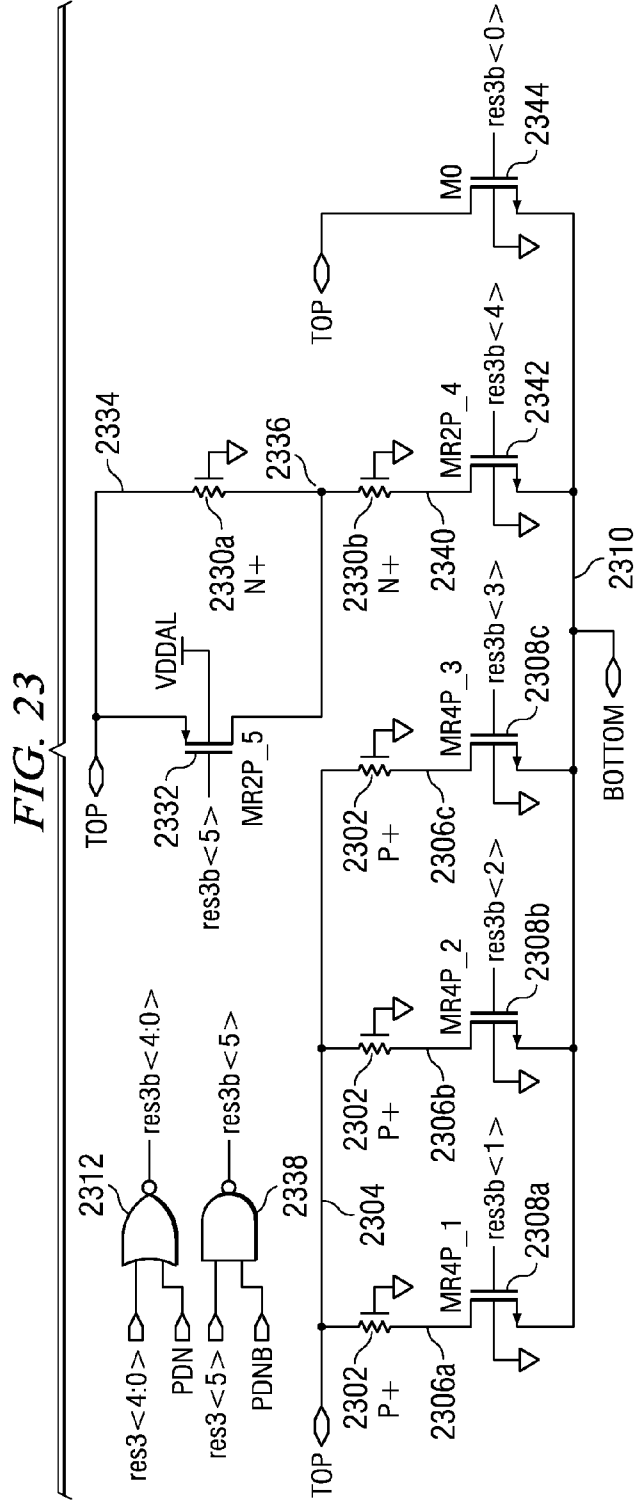 FIG. 23
res3<4:0>
PDN
2312
res3b<4:0>
res3<5>
PDNB
2338
res3b<5>
TOP
2332
res3b<5>
MR2P_5
VDDAL
2334
2330a
N+
2336
2330b
N+
2340
MR2P_4
res3b<4>
2342
TOP
M0
res3b<0>
2344
TOP
2304
2302
P+
2306a
MR4P_1
res3b<1>
2308a
2302
P+
2306b
MR4P_2
res3b<2>
2308b
2302
P+
2306c
MR4P_3
res3b<3>
2308c
2310
BOTTOM